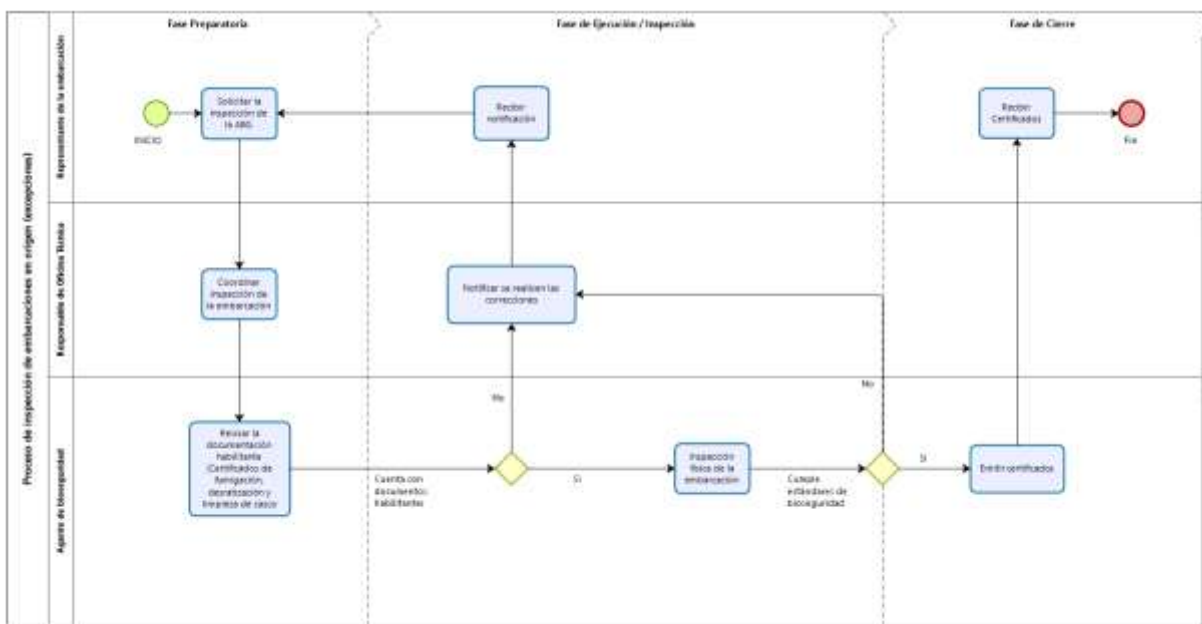 Proceso de inspección de embarcaciones en origen (excepciones)
Fase Preparatoria
Fase de Ejecución / Inspección
Fase de Cierre
Representante de la embarcación
INICIO
Solicitar la
inspección de
la ABG
Recibir
notificación
Recibir
Certificados
Fin
Responsable de Oficina Técnica
Coordinar
inspección de
la embarcación
Notificar se realicen las
correcciones
Agente de bioseguridad
Revisar la
documentación
habilitante
(Certificados de
fumigación,
desratización y
limpieza de casco
Cuenta con
documentos
habilitantes
No
Si
Inspección
física de la
embarcación
Cumple
estándares de
bioseguridad
No
Si
Emitir certificados